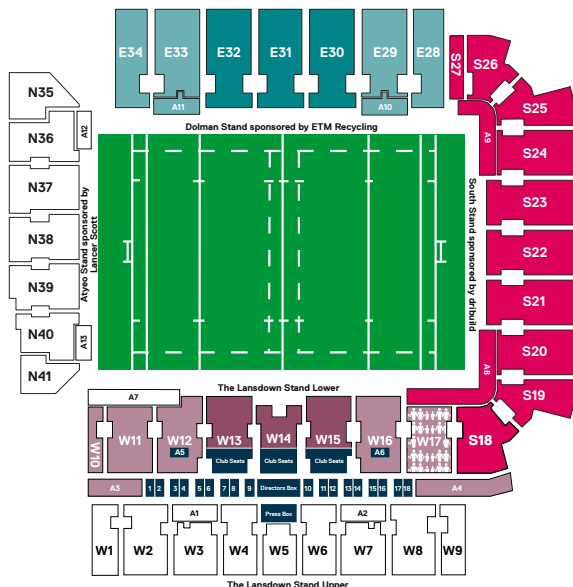 E34 E33 E32 E31 E30 E29 E28
S27
S26
A11
A10
N35
N36
A12
S25
A9
S24
Dolman Stand sponsored by ETM Recycling
N37
S23
N38
Atyeo Stand sponsored by
Lancer Scott
South Stand sponsored by dribuild
S22
N39
S21
N40
A13
A8
S20
N41
S19
The Lansdown Stand Lower
A7
W10
W11
W12
W13
W14
W15
W16
W17
S18
A5
Club Seats
Club Seats
Club Seats
A6
A3
1 2 3 4 5 6 7 8 9 Directors Box 10 11 12 13 14 15 16 17 18
A4
A1
Press Box
A2
W1 W2 W3 W4 W5 W6 W7 W8 W9
The Lansdown Stand Upper